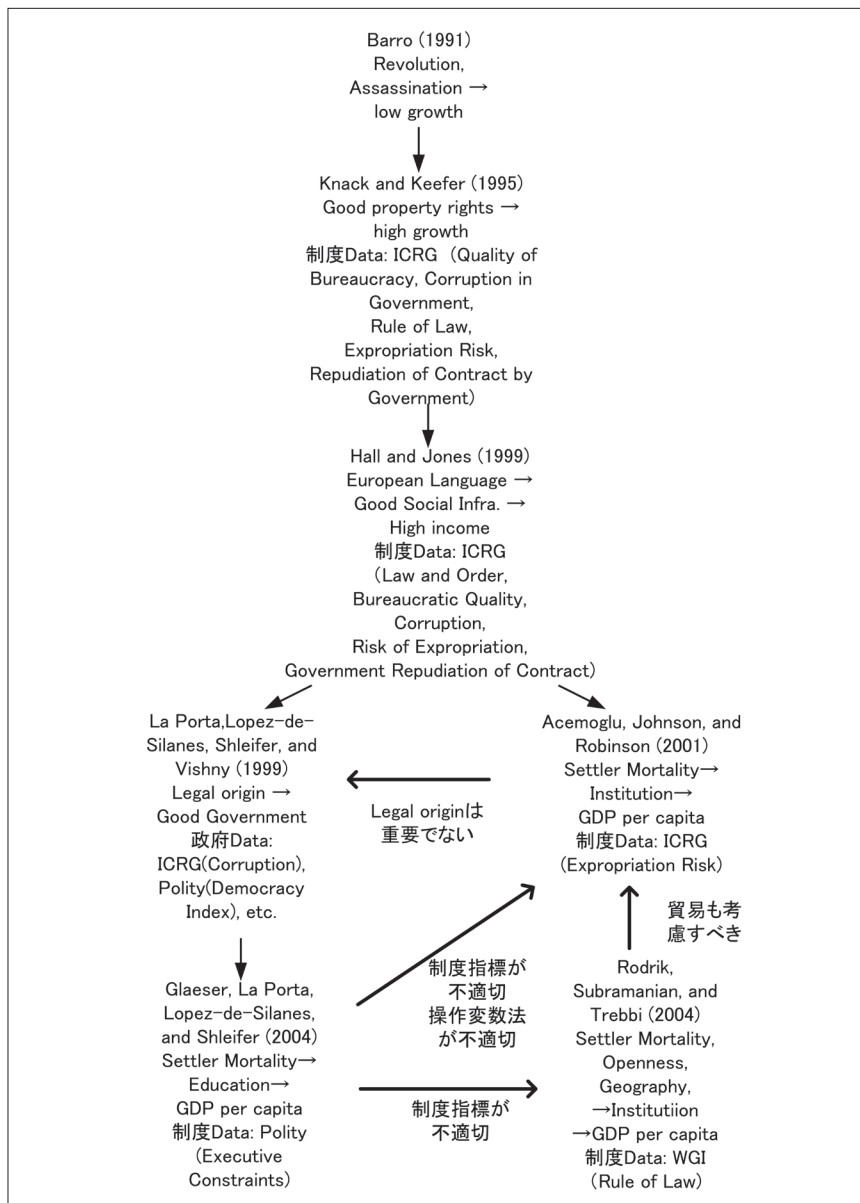 Barro (1991)
Revolution,
Assassination →
low growth
Knack and Keefer (1995)
Good property rights →
high growth
制度Data: ICRG （Quality of
Bureaucracy, Corruption in
Government,
Rule of Law,
Expropriation Risk,
Repudiation of Contract by
Government)
Hall and Jones (1999)
European Language →
Good Social Infra. →
High income
制度Data: ICRG
(Law and Order,
Bureaucratic Quality,
Corruption,
Risk of Expropriation,
Government Repudiation of Contract)
La Porta,Lopez-de-
Silanes, Shleifer, and
Vishny (1999)
Legal origin →
Good Government
政府Data:
ICRG(Corruption),
Polity(Democracy
Index), etc.
Legal originは
重要でない
Acemoglu, Johnson, and
Robinson (2001)
Settler Mortality→
Institution→
GDP per capita
制度Data: ICRG
(Expropriation Risk)
貿易も考
慮すべき
制度指標が
不適切
操作変数法
が不適切
Glaeser, La Porta,
Lopez-de-Silanes,
and Shleifer (2004)
Settler Mortality→
Education→
GDP per capita
制度Data: Polity
(Executive
Constraints)
制度指標が
不適切
Rodrik,
Subramanian, and
Trebbi (2004)
Settler Mortality,
Openness,
Geography,
→Institutiion
→GDP per capita
制度Data: WGI
(Rule of Law)